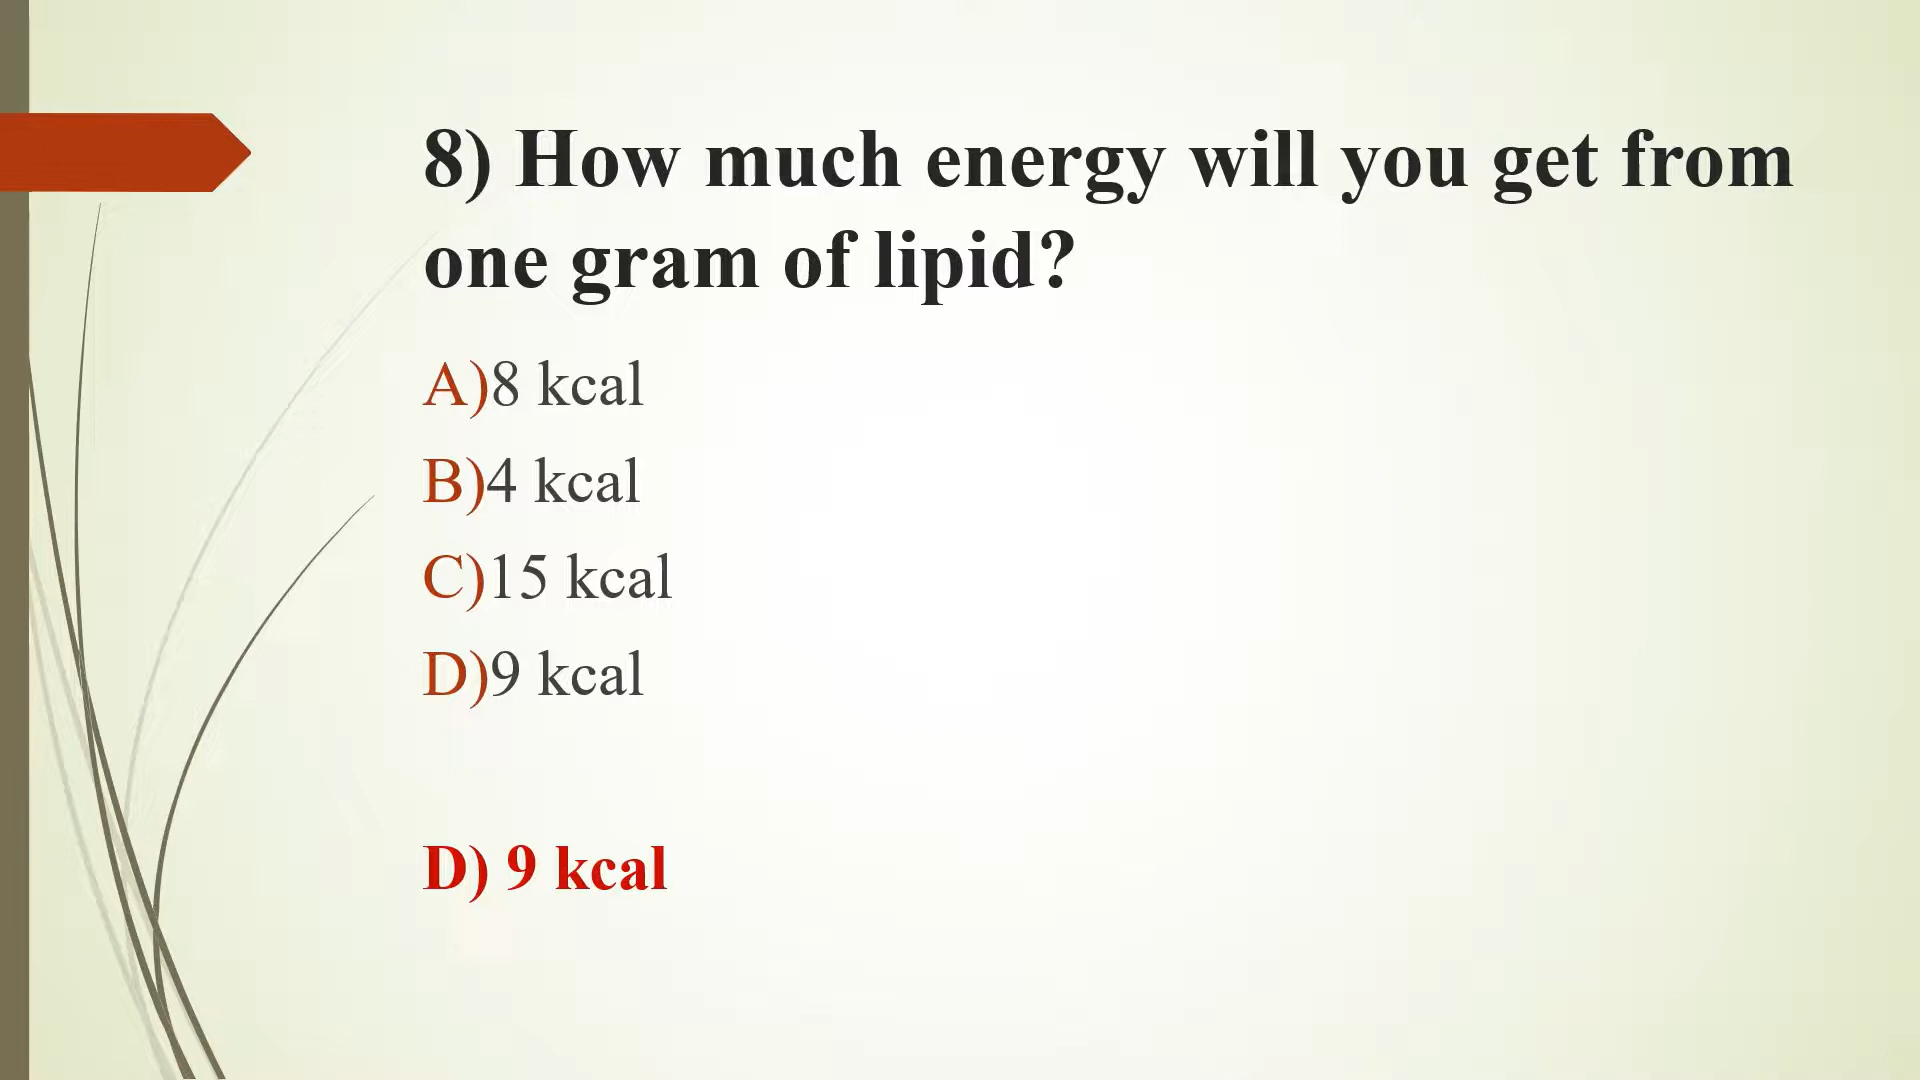 8) How much energy will you get from
one gram of lipid?
A)8 kcal
B)4 kcal
C)15 kcal
D)9 kcal
D) 9 kcal